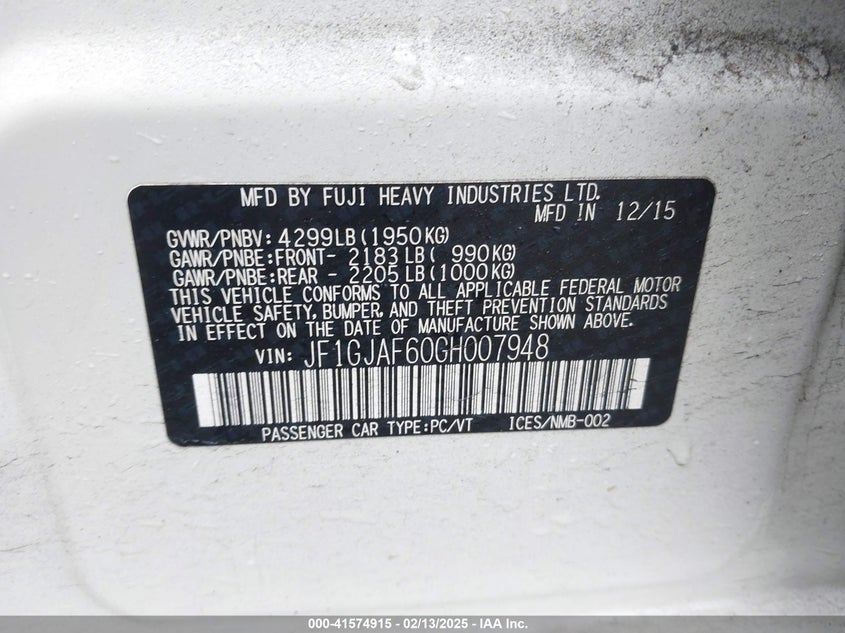 MFD BY FUJI HEAVY INDUSTRIES LTD.
MFD IN 12/15
GVWR/PNBV: 4299LB(1950KG)
GAWR/PNBE:FRONT- 2183LB( 990KG)
GAWR/PNBE:REAR - 2205LB(1000KG)
THIS VEHICLE CONFORMS TO ALL APPLICABLE FEDERAL MOTOR
VEHICLE SAFETY, BUMPER, AND THEFT PREVENTION STANDARDS
IN EFFECT ON THE DATE OF MANUFACTURE SHOWN ABOVE.
VIN: JF1GJAF60GH007948
PASSENGER CAR TYPE:PC/VT ICES/NMB-002
000-41574915 - 02/13/2025 - IAA Inc.